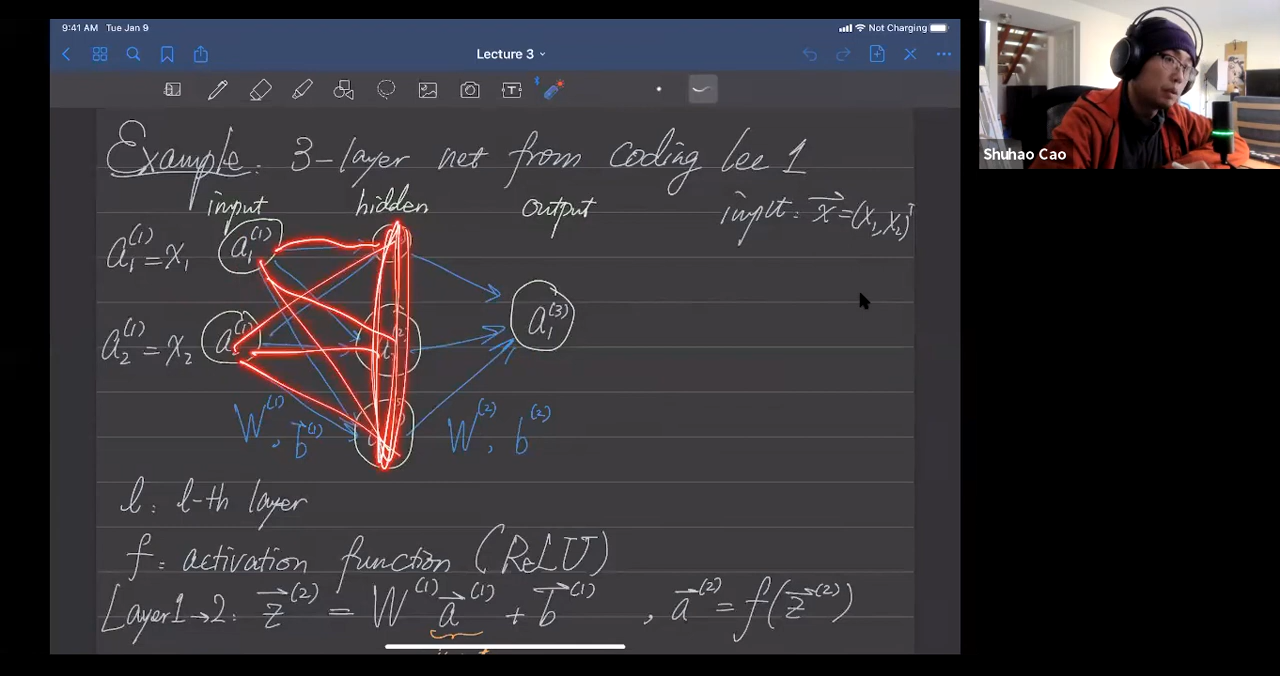 9:41 AM Tue Jan 9
Not Charging
Lecture 3
Shuhao Cao
Example: 3-layer net from Coding Lec 1
input hidden output
input: x⃗ = (x₁, x₂)ᵀ
a₁⁽¹⁾ = x₁ a₁⁽¹⁾
a₂⁽¹⁾ = x₂ a₂⁽¹⁾ a₁⁽³⁾
W⁽¹⁾, b⃗⁽¹⁾ W⁽²⁾, b⁽²⁾
l: l-th layer
f: activation function (ReLU)
Layer 1→2: z⃗⁽²⁾ = W⁽¹⁾ a⃗⁽¹⁾ + b⃗⁽¹⁾, a⃗⁽²⁾ = f(z⃗⁽²⁾)